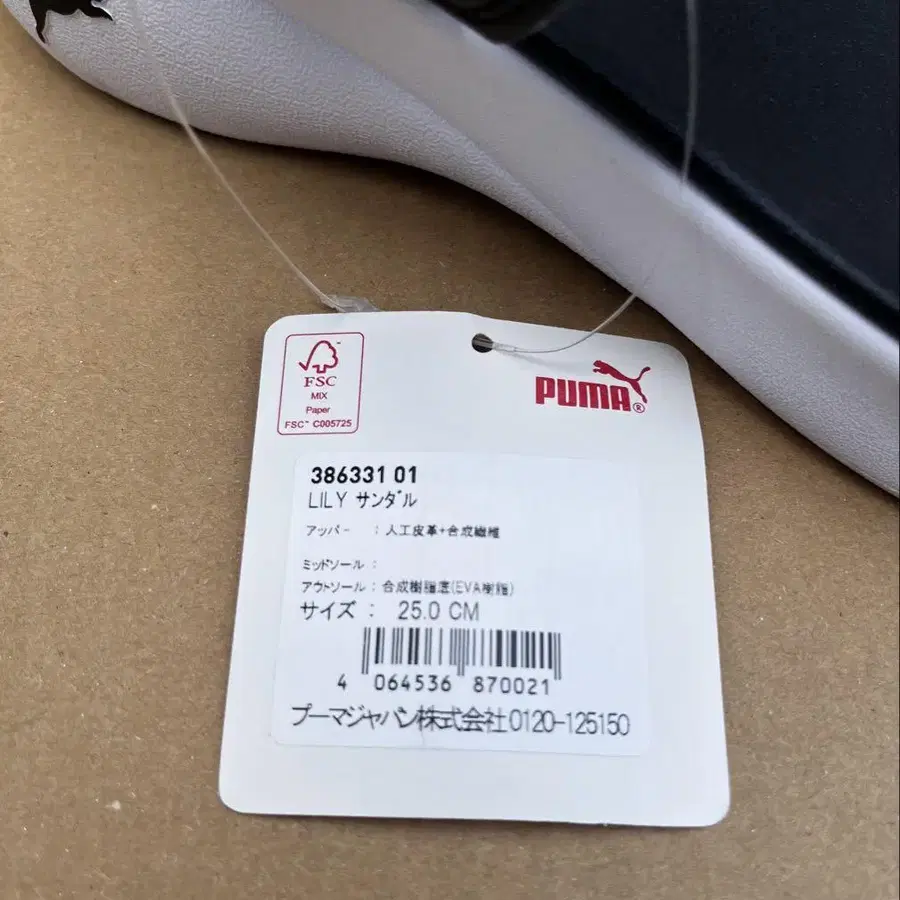 FSC
MIX
Paper
FSC™ C005725
PUMA®
386331 01
LILY サンダル
アッパー : 人工皮革+合成繊維
ミッドソール :
アウトソール : 合成樹脂底(EVA樹脂)
サイズ : 25.0 CM
4 064536 870021
プーマジャパン株式会社0120-125150